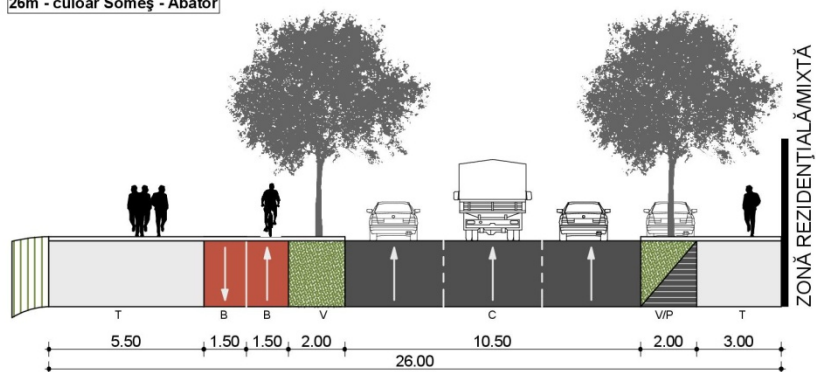 26m - culoar Someş - Abator
ZONĂ REZIDENȚIALĂ/MIXTĂ
T B B V C V/P T
5.50 1.50 1.50 2.00 10.50 2.00 3.00
26.00